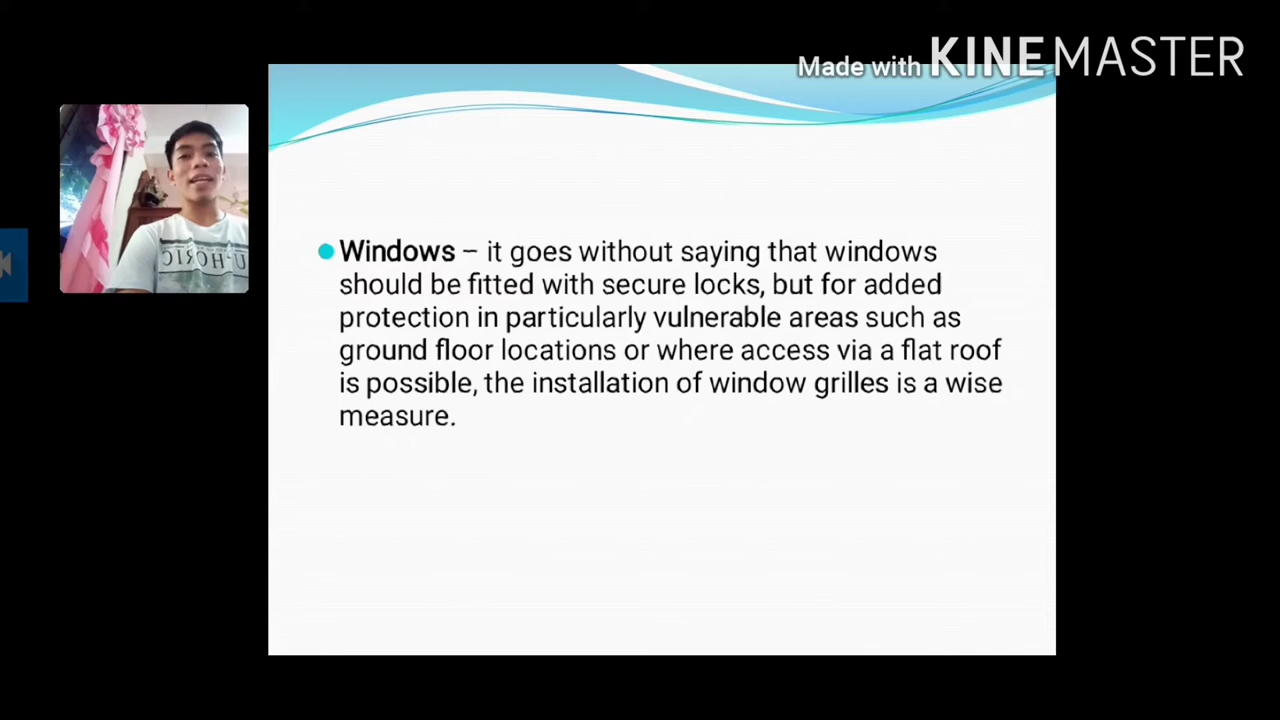 Made with KINEMASTER
Windows – it goes without saying that windows
should be fitted with secure locks, but for added
protection in particularly vulnerable areas such as
ground floor locations or where access via a flat roof
is possible, the installation of window grilles is a wise
measure.